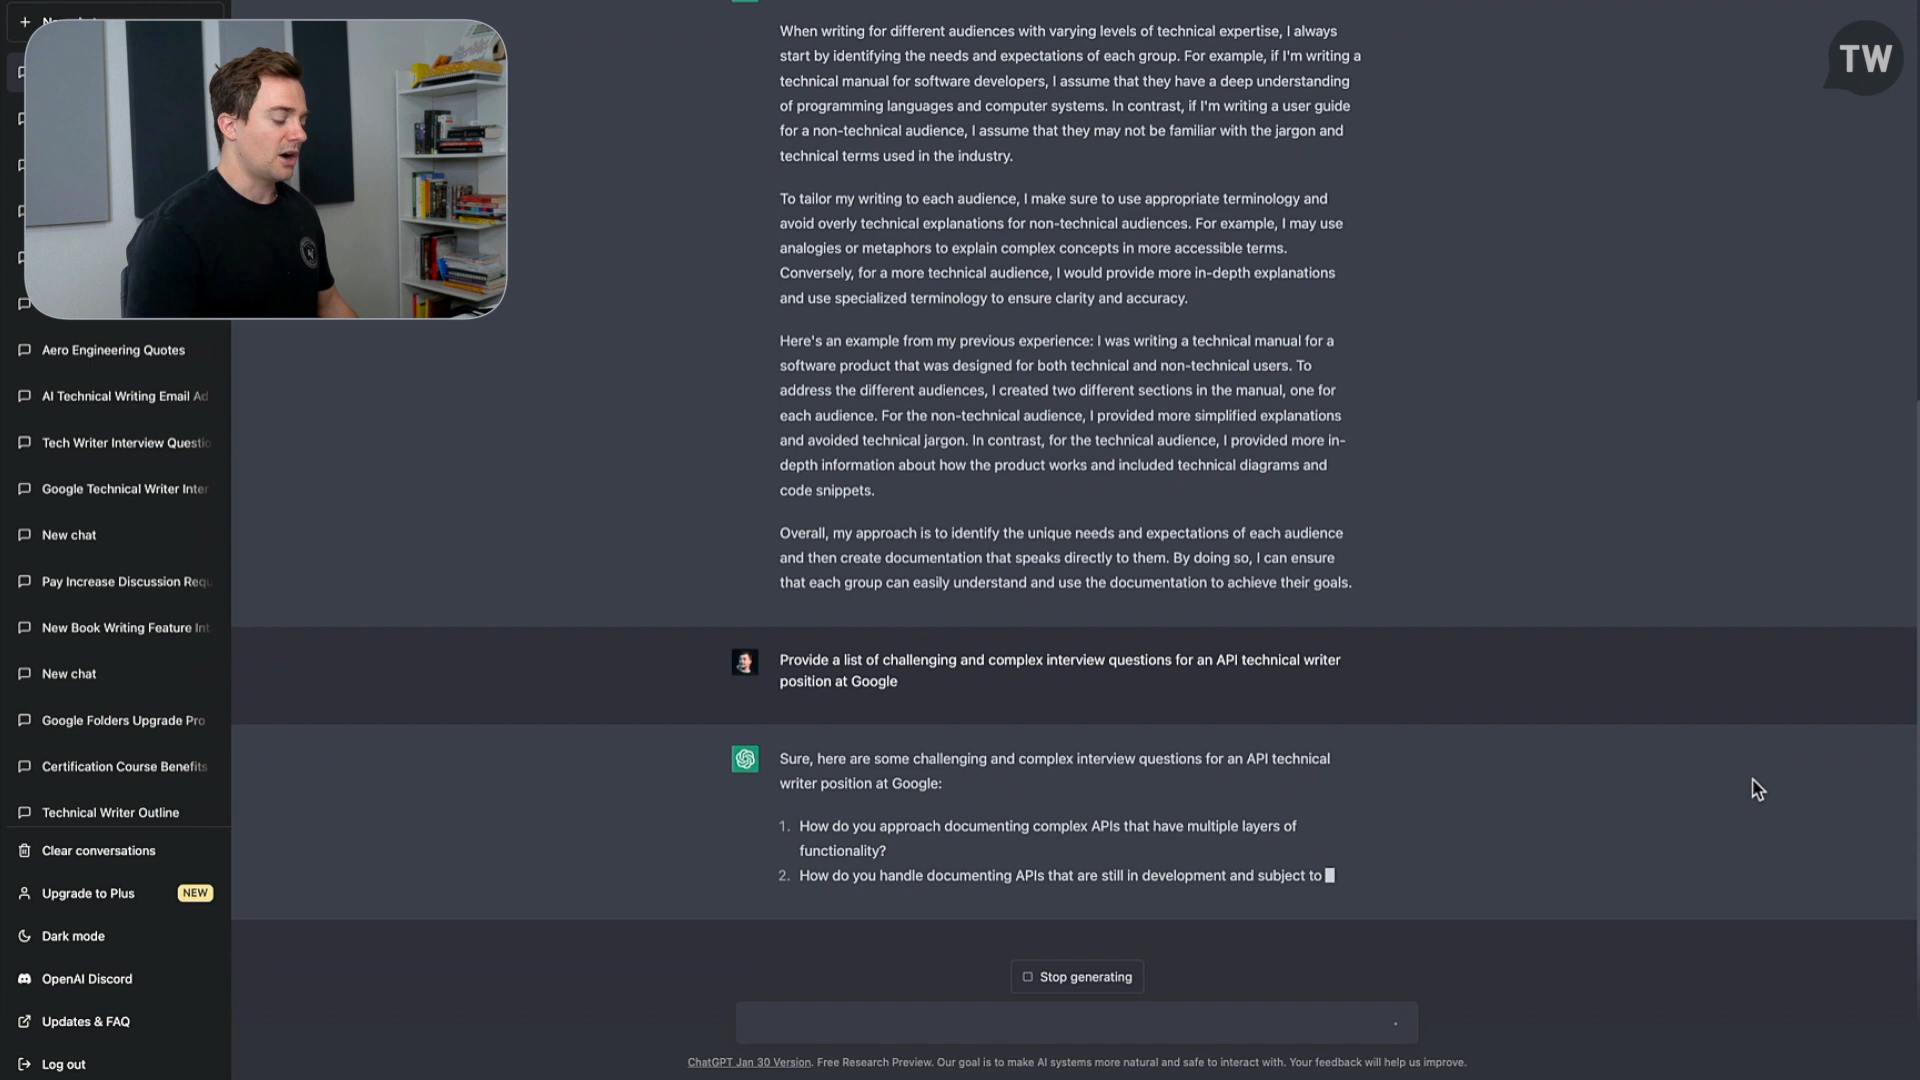 + N
TW
When writing for different audiences with varying levels of technical expertise, I always
start by identifying the needs and expectations of each group. For example, if I'm writing a
technical manual for software developers, I assume that they have a deep understanding
of programming languages and computer systems. In contrast, if I'm writing a user guide
for a non-technical audience, I assume that they may not be familiar with the jargon and
technical terms used in the industry.
To tailor my writing to each audience, I make sure to use appropriate terminology and
avoid overly technical explanations for non-technical audiences. For example, I may use
analogies or metaphors to explain complex concepts in more accessible terms.
Conversely, for a more technical audience, I would provide more in-depth explanations
and use specialized terminology to ensure clarity and accuracy.
Here's an example from my previous experience: I was writing a technical manual for a
software product that was designed for both technical and non-technical users. To
address the different audiences, I created two different sections in the manual, one for
each audience. For the non-technical audience, I provided more simplified explanations
and avoided technical jargon. In contrast, for the technical audience, I provided more in-
depth information about how the product works and included technical diagrams and
code snippets.
Overall, my approach is to identify the unique needs and expectations of each audience
and then create documentation that speaks directly to them. By doing so, I can ensure
that each group can easily understand and use the documentation to achieve their goals.
Provide a list of challenging and complex interview questions for an API technical writer
position at Google
Sure, here are some challenging and complex interview questions for an API technical
writer position at Google:
1. How do you approach documenting complex APIs that have multiple layers of
functionality?
2. How do you handle documenting APIs that are still in development and subject to
Stop generating
ChatGPT Jan 30 Version. Free Research Preview. Our goal is to make AI systems more natural and safe to interact with. Your feedback will help us improve.
Aero Engineering Quotes
AI Technical Writing Email Ad
Tech Writer Interview Questio
Google Technical Writer Inter
New chat
Pay Increase Discussion Requ
New Book Writing Feature Int
New chat
Google Folders Upgrade Pro
Certification Course Benefits
Technical Writer Outline
Clear conversations
Upgrade to Plus NEW
Dark mode
OpenAI Discord
Updates & FAQ
Log out